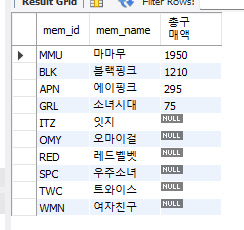 Result Grid Filter Rows:
mem_id mem_name 총구매액
MMU 마마무 1950
BLK 블랙핑크 1210
APN 에이핑크 295
GRL 소녀시대 75
ITZ 잇지 NULL
OMY 오마이걸 NULL
RED 레드벨벳 NULL
SPC 우주소녀 NULL
TWC 트와이스 NULL
WMN 여자친구 NULL